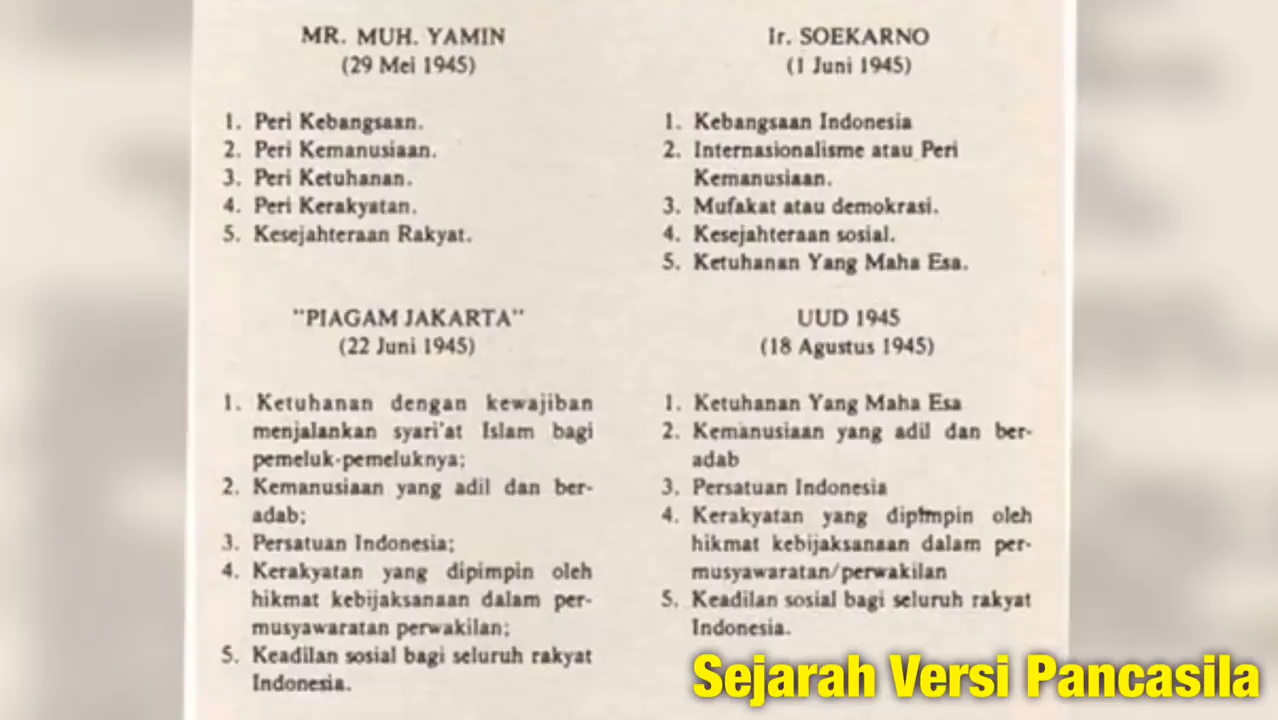 MR. MUH. YAMIN
(29 Mei 1945)
1. Peri Kebangsaan.
2. Peri Kemanusiaan.
3. Peri Ketuhanan.
4. Peri Kerakyatan.
5. Kesejahteraan Rakyat.
Ir. SOEKARNO
(1 Juni 1945)
1. Kebangsaan Indonesia
2. Internasionalisme atau Peri
Kemanusiaan.
3. Mufakat atau demokrasi.
4. Kesejahteraan sosial.
5. Ketuhanan Yang Maha Esa.
"PIAGAM JAKARTA"
(22 Juni 1945)
1. Ketuhanan dengan kewajiban
menjalankan syari'at Islam bagi
pemeluk-pemeluknya;
2. Kemanusiaan yang adil dan ber-
adab;
3. Persatuan Indonesia;
4. Kerakyatan yang dipimpin oleh
hikmat kebijaksanaan dalam per-
musyawaratan perwakilan;
5. Keadilan sosial bagi seluruh rakyat
Indonesia.
UUD 1945
(18 Agustus 1945)
1. Ketuhanan Yang Maha Esa
2. Kemanusiaan yang adil dan ber-
adab
3. Persatuan Indonesia
4. Kerakyatan yang dipimpin oleh
hikmat kebijaksanaan dalam per-
musyawaratan/perwakilan
5. Keadilan sosial bagi seluruh rakyat
Indonesia.
Sejarah Versi Pancasila